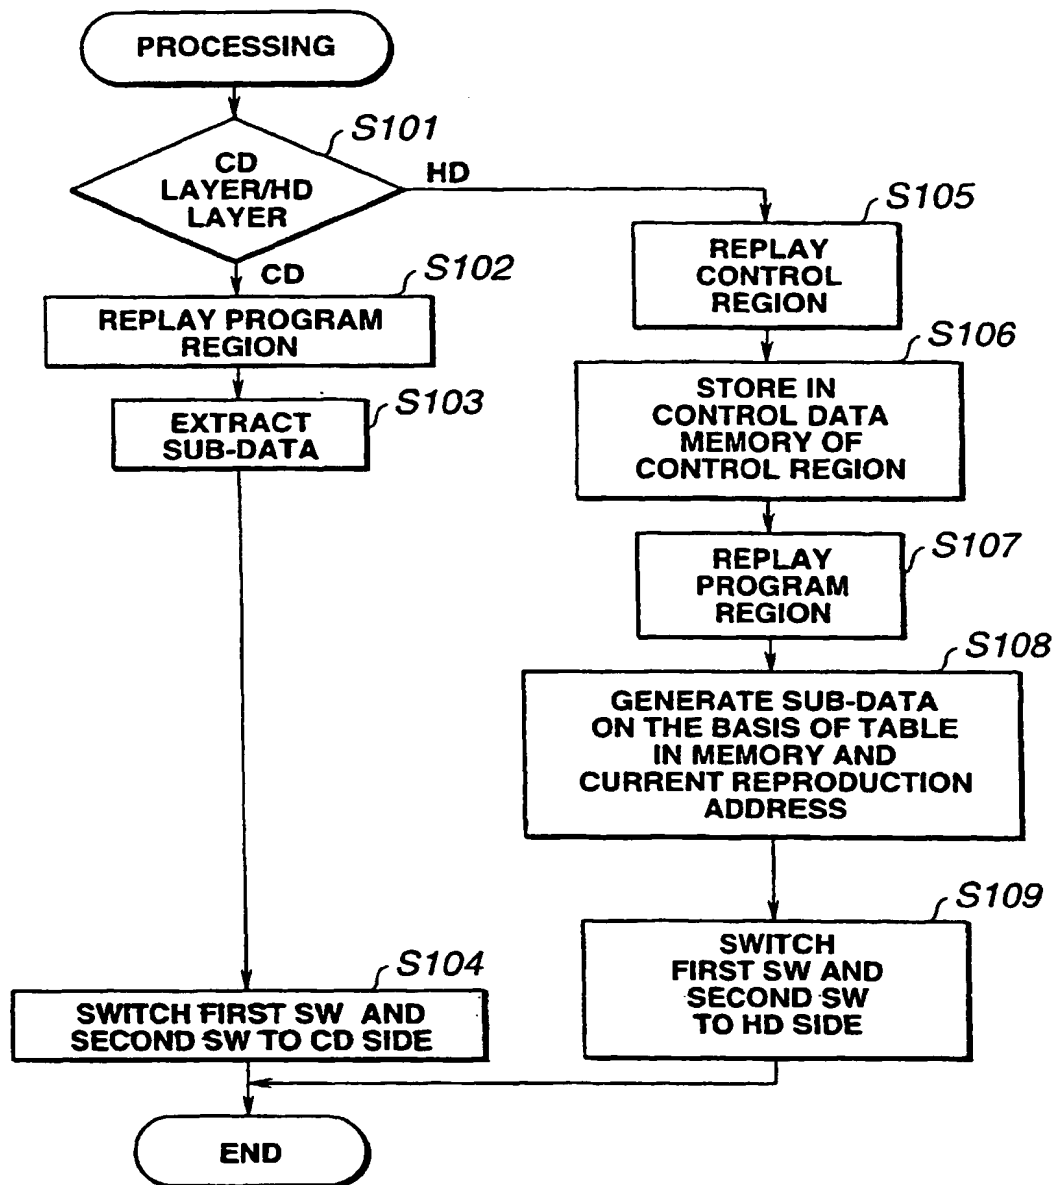 PROCESSING
S101
CD
LAYER/HD
LAYER
HD
CD
S102
REPLAY PROGRAM
REGION
S103
EXTRACT
SUB-DATA
S104
SWITCH FIRST SW AND
SECOND SW TO CD SIDE
S105
REPLAY
CONTROL
REGION
S106
STORE IN
CONTROL DATA
MEMORY OF
CONTROL REGION
S107
REPLAY
PROGRAM
REGION
S108
GENERATE SUB-DATA
ON THE BASIS OF TABLE
IN MEMORY AND
CURRENT REPRODUCTION
ADDRESS
S109
SWITCH
FIRST SW AND
SECOND SW
TO HD SIDE
END